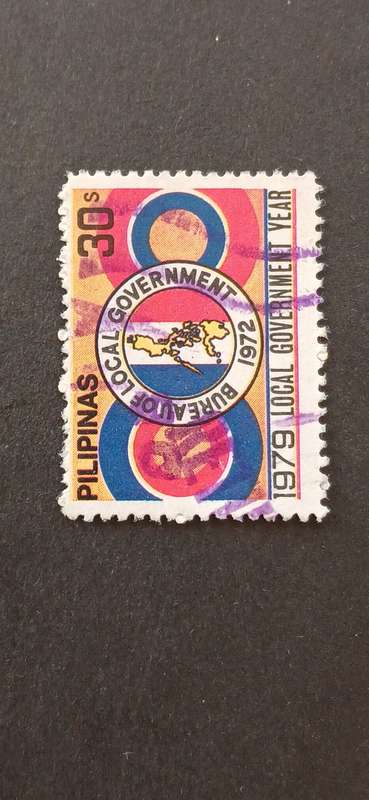 PILIPINAS 30s
BUREAU OF LOCAL GOVERNMENT
1972
1979 LOCAL GOVERNMENT YEAR